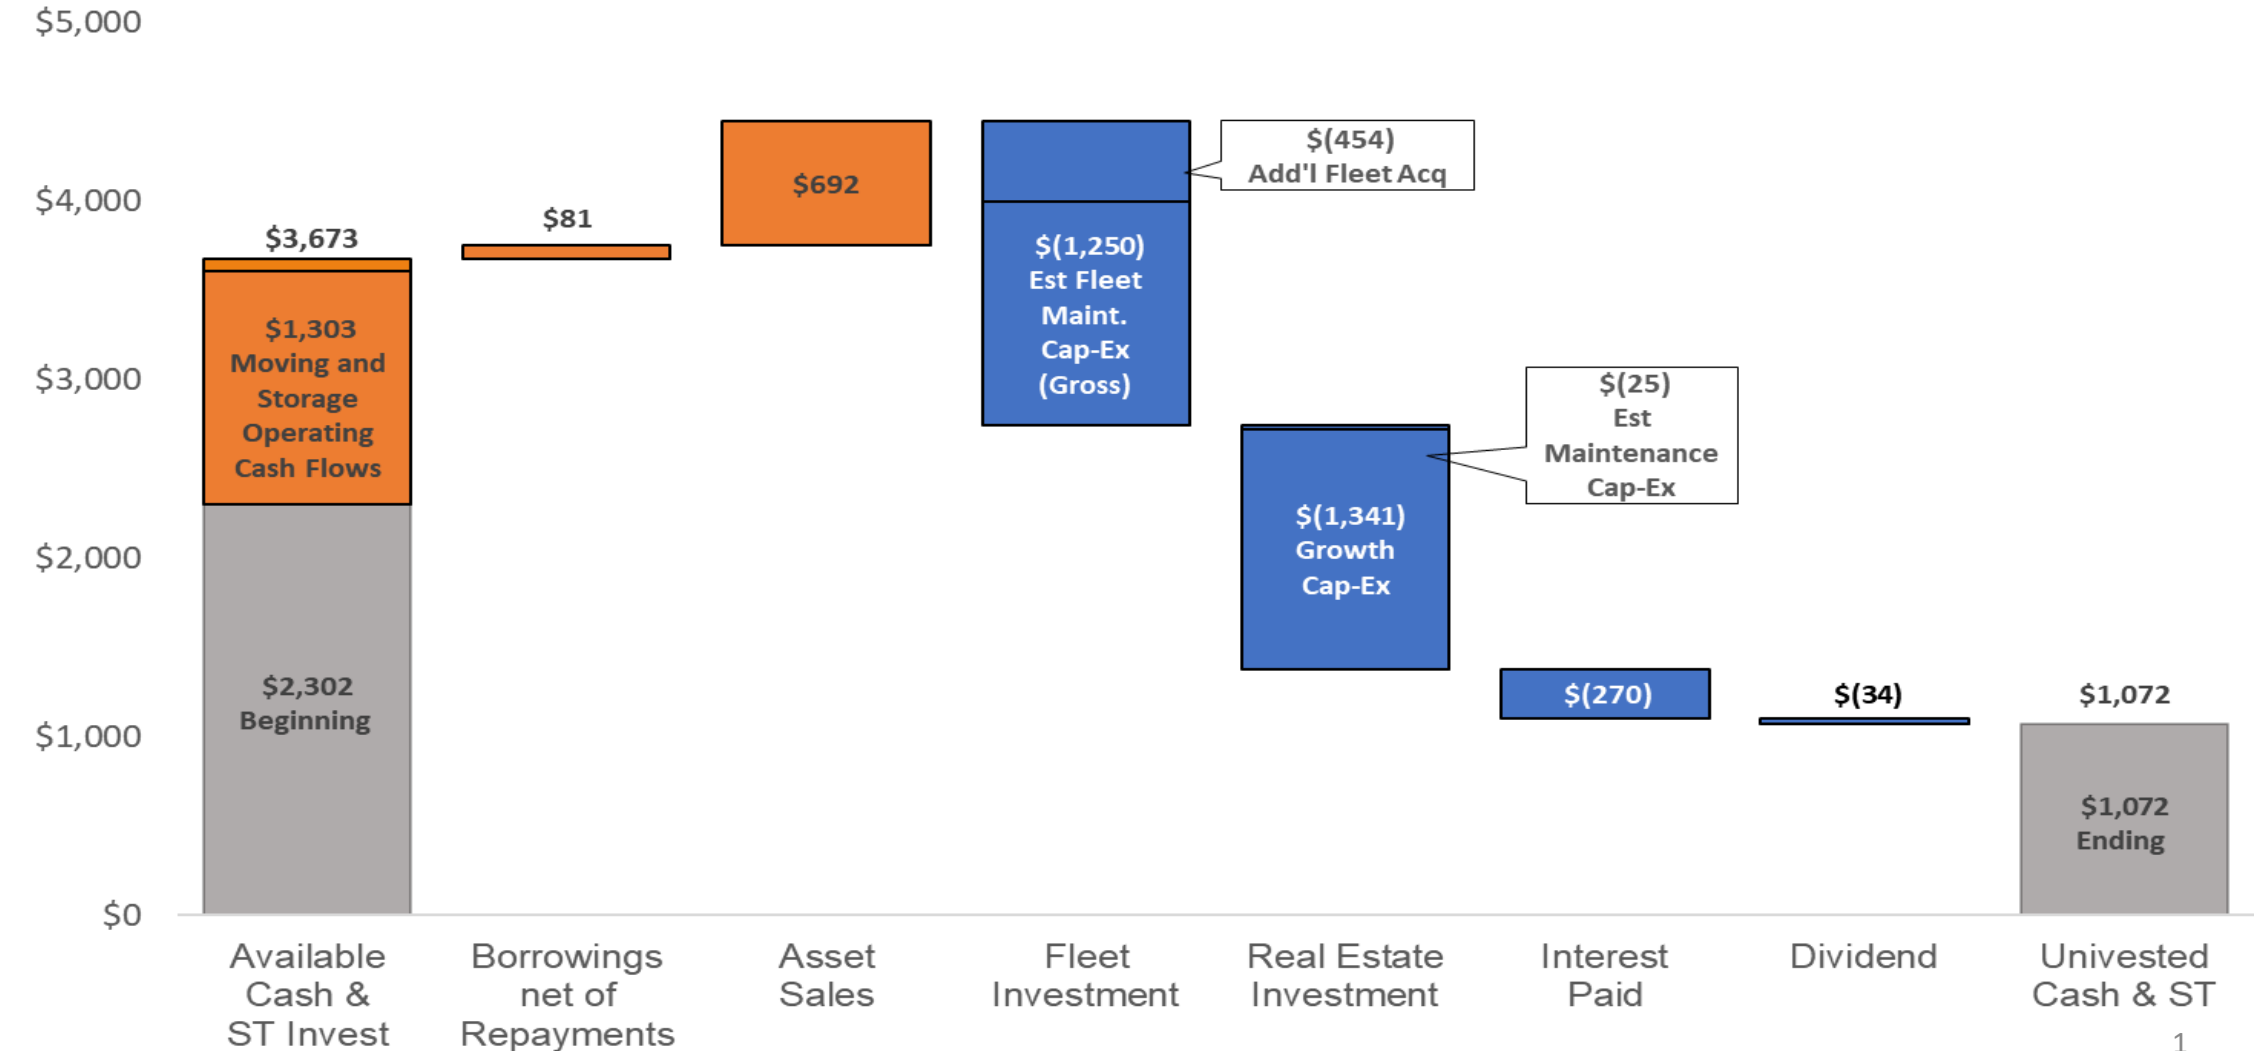 $5,000
$4,000
$3,000
$2,000
$1,000
$0
$3,673
$1,303
Moving and
Storage
Operating
Cash Flows
$2,302
Beginning
$81
$692
$(454)
Add'l Fleet Acq
$(1,250)
Est Fleet
Maint.
Cap-Ex
(Gross)
$(25)
Est
Maintenance
Cap-Ex
$(1,341)
Growth
Cap-Ex
$(270)
$(34)
$1,072
$1,072
Ending
Available
Cash &
ST Invest
Borrowings
net of
Repayments
Asset
Sales
Fleet
Investment
Real Estate
Investment
Interest
Paid
Dividend
Univested
Cash & ST
1